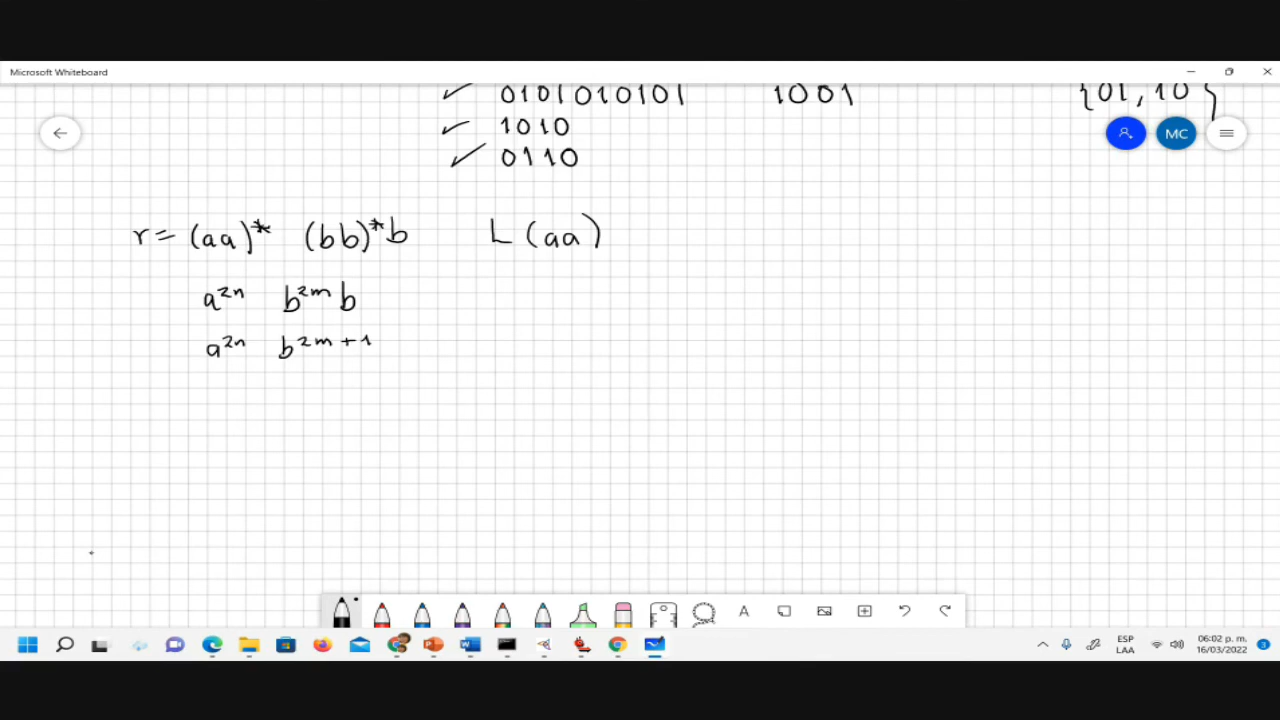 Microsoft Whiteboard
0101010101 1001 {01, 10}
MC
1010
0110
r = (aa)* (bb)*b L (aa)
a²ⁿ b²ᵐ b
a²ⁿ b²ᵐ⁺¹
A
ESP 06:02 p. m.
LAA 16/03/2022 3